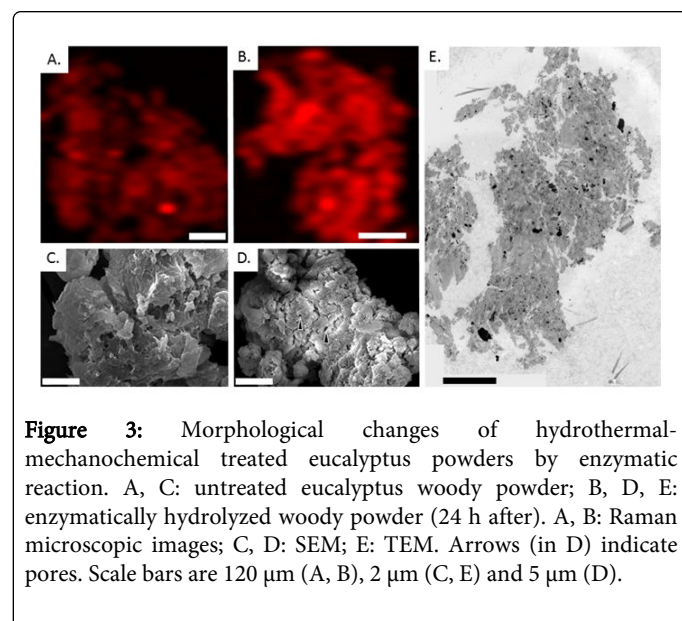 A.
B.
E.
C.
D.
Figure 3: Morphological changes of hydrothermal-
mechanochemical treated eucalyptus powders by enzymatic
reaction. A, C: untreated eucalyptus woody powder; B, D, E:
enzymatically hydrolyzed woody powder (24 h after). A, B: Raman
microscopic images; C, D: SEM; E: TEM. Arrows (in D) indicate
pores. Scale bars are 120 μm (A, B), 2 μm (C, E) and 5 μm (D).